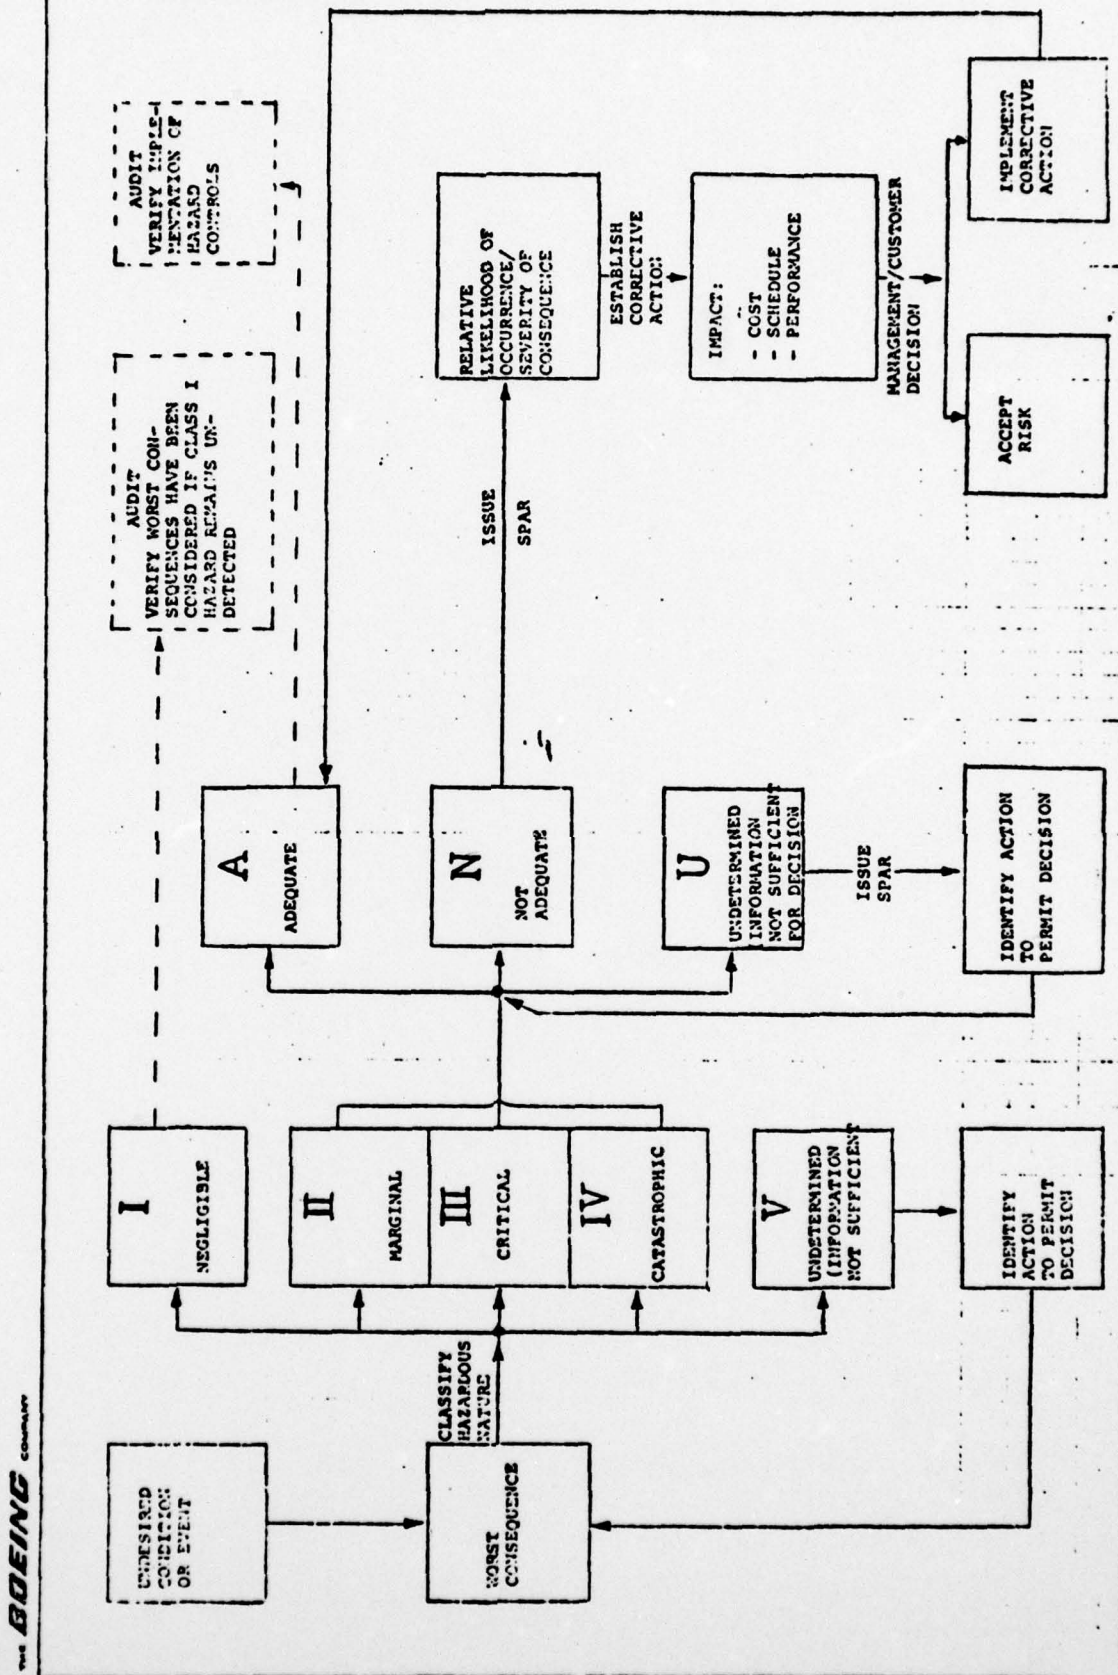 THE BOEING COMPANY
UNDESIRED
CONDITION
OR EVENT
WORST
CONSEQUENCE
CLASSIFY
HAZARDOUS
NATURE
I
NEGLIGIBLE
II
MARGINAL
III
CRITICAL
IV
CATASTROPHIC
V
UNDETERMINED
(INFORMATION
NOT SUFFICIENT
IDENTIFY
ACTION
TO PERMIT
DECISION
A
ADEQUATE
N
NOT
ADEQUATE
U
UNDETERMINED
INFORMATION
NOT SUFFICIENT
FOR DECISION
ISSUE
SPAR
IDENTIFY ACTION
TO
PERMIT DECISION
AUDIT
VERIFY WORST CON-
SEQUENCES HAVE BEEN
CONSIDERED IF CLASS I
HAZARD REMAINS UN-
DETECTED
AUDIT
VERIFY IMPLE-
MENTATION OF
HAZARD
CONTROLS
ISSUE
SPAR
RELATIVE
LIKELIHOOD OF
OCCURRENCE/
SEVERITY OF
CONSEQUENCE
ESTABLISH
CORRECTIVE
ACTION
IMPACT:
- COST
- SCHEDULE
- PERFORMANCE
MANAGEMENT/CUSTOMER
DECISION
ACCEPT
RISK
IMPLEMENT
CORRECTIVE
ACTION